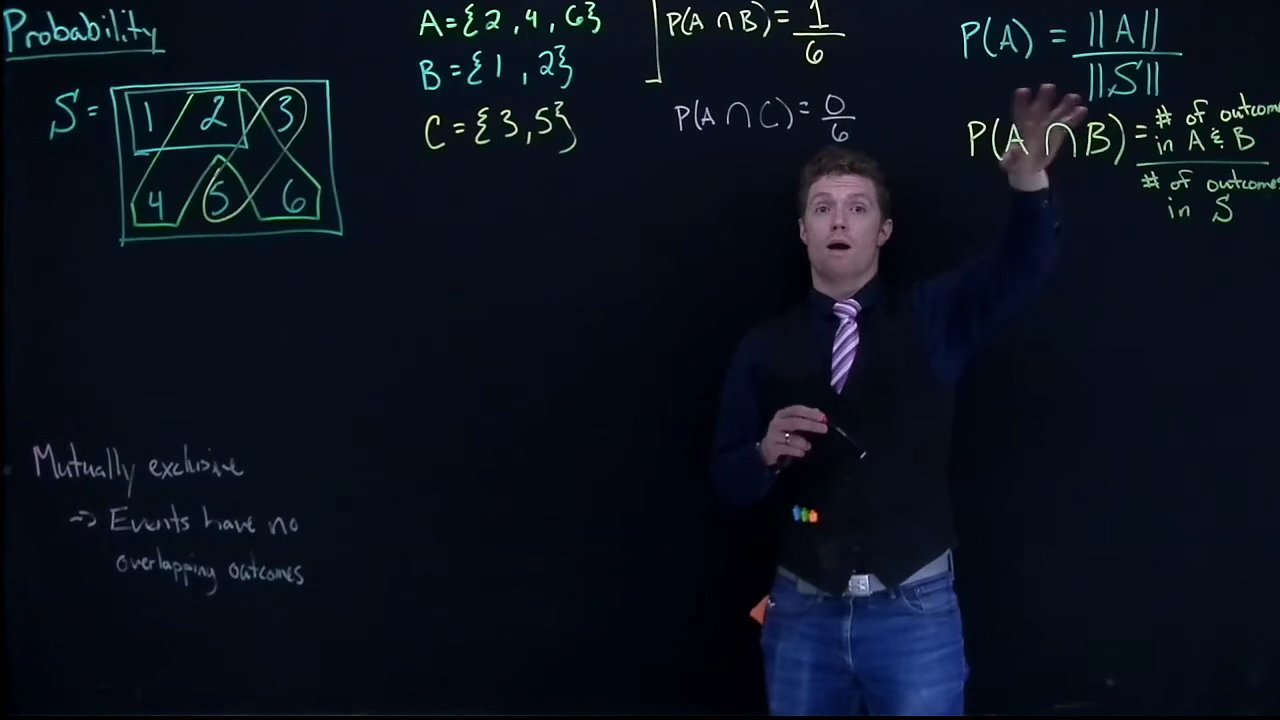 Probability
S = 1 2 3
4 5 6
A = {2, 4, 6}
B = {1, 2}
C = {3, 5}
P(A ∩ B) = 1/6
P(A ∩ C) = 0/6
P(A) = ||A|| / ||S||
P(A ∩ B) = # of outcome
in A & B
# of outcomes
in S
Mutually exclusive
→ Events have no
overlapping outcomes